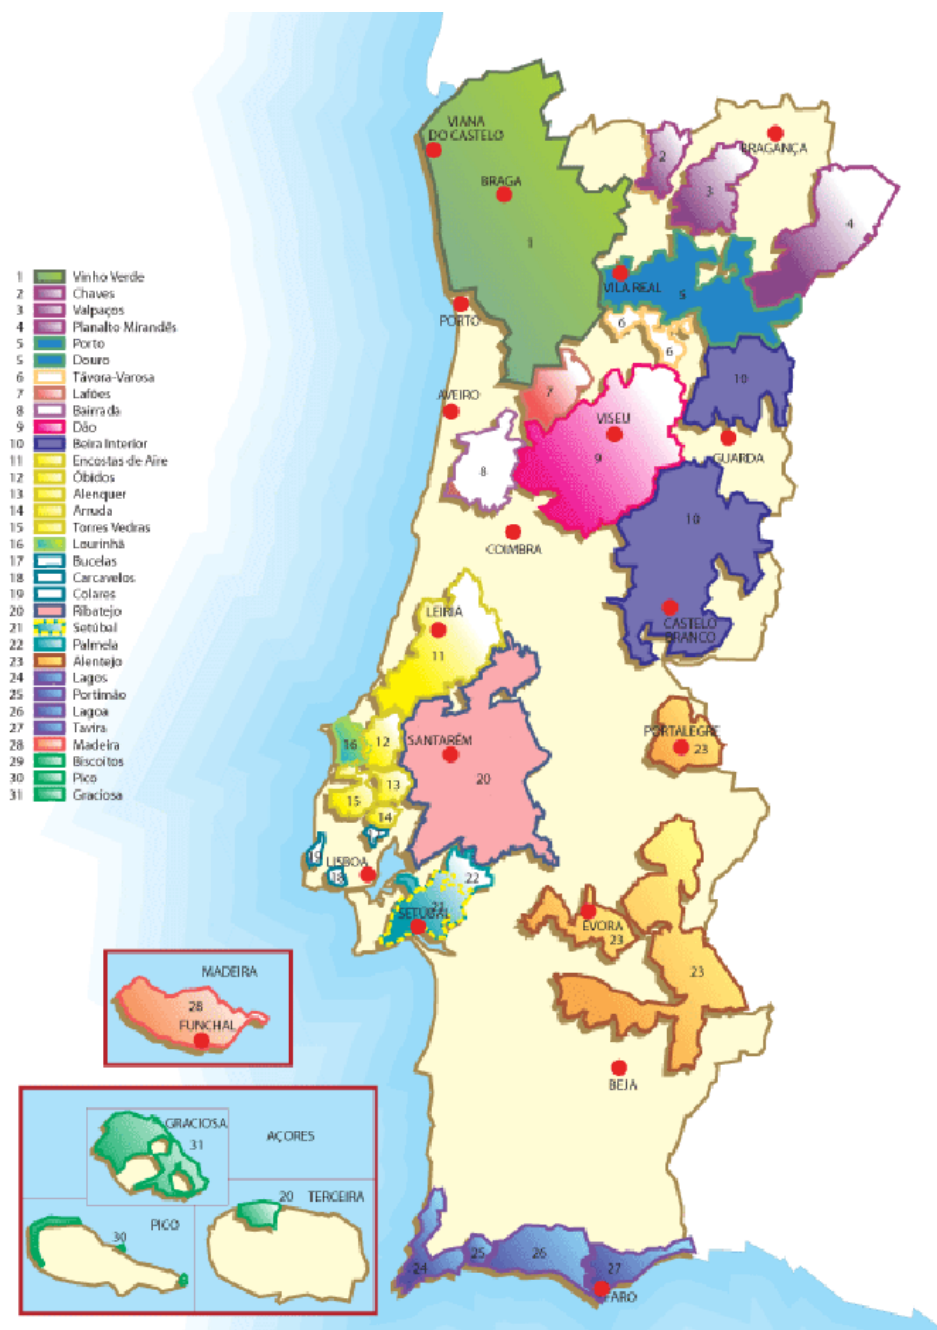 VIANA
DO CASTELO
BRAGA
BRAGANÇA
2
3
4
1
VILA REAL
5
PORTO
6
6
7
10
AVEIRO
VISEU
GUARDA
8
9
10
COIMBRA
CASTELO
BRANCO
LEIRIA
11
16
12
SANTARÉM
PORTALEGRE
23
20
13
15
14
19
LISBOA
18
22
21
SETÚBAL
ÉVORA
23
23
BEJA
24
25
26
27
FARO
1 Vinho Verde
2 Chaves
3 Valpaços
4 Planalto-Mirandês
5 Porto
5 Douro
6 Távora-Varosa
7 Lafões
8 Bairrada
9 Dão
10 Beira Interior
11 Encostas de Aire
12 Óbidos
13 Alenquer
14 Arruda
15 Torres Vedras
16 Lourinhã
17 Bucelas
18 Carcavelos
19 Colares
20 Ribatejo
21 Setúbal
22 Palmela
23 Alentejo
24 Lagos
25 Portimão
26 Lagoa
27 Tavira
28 Madeira
29 Biscoitos
30 Pico
31 Graciosa
MADEIRA
28
FUNCHAL
GRACIOSA
31
AÇORES
PICO
30
20 TERCEIRA